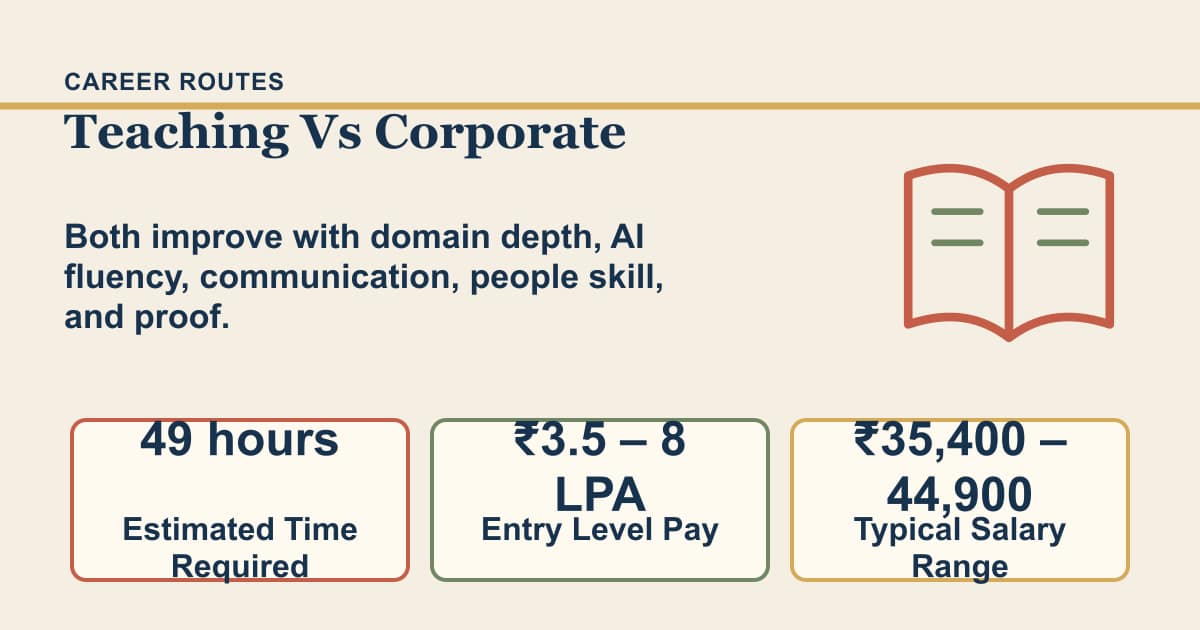 CAREER ROUTES
Teaching Vs Corporate
Both improve with domain depth, AI
fluency, communication, people skill,
and proof.
49 hours
Estimated Time
Required
₹3.5 – 8
LPA
Entry Level Pay
₹35,400 –
44,900
Typical Salary
Range